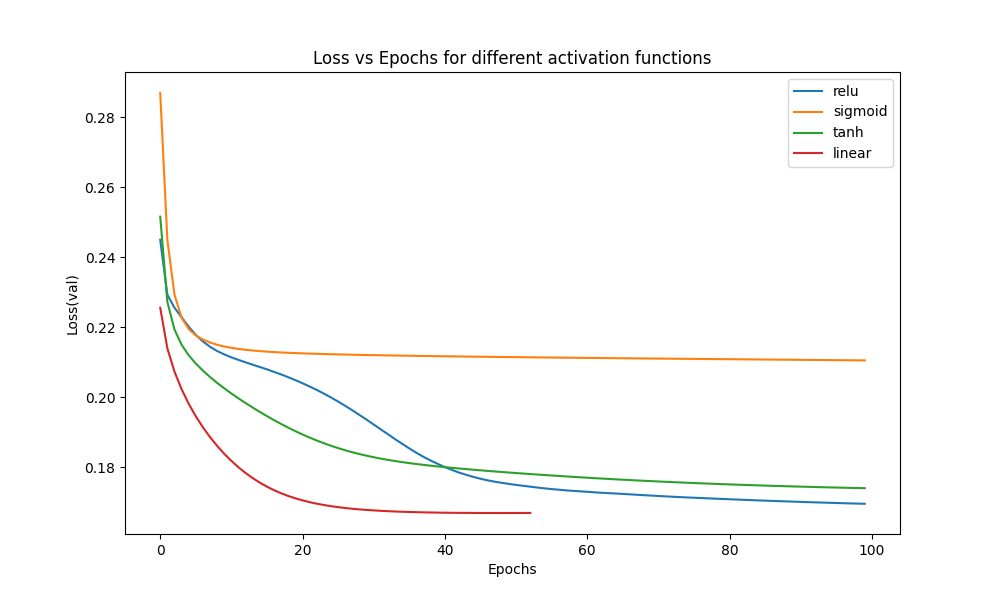 Loss vs Epochs for different activation functions
relu
sigmoid
tanh
linear
0.28
0.26
0.24
0.22
0.20
0.18
Loss(val)
0 20 40 60 80 100
Epochs